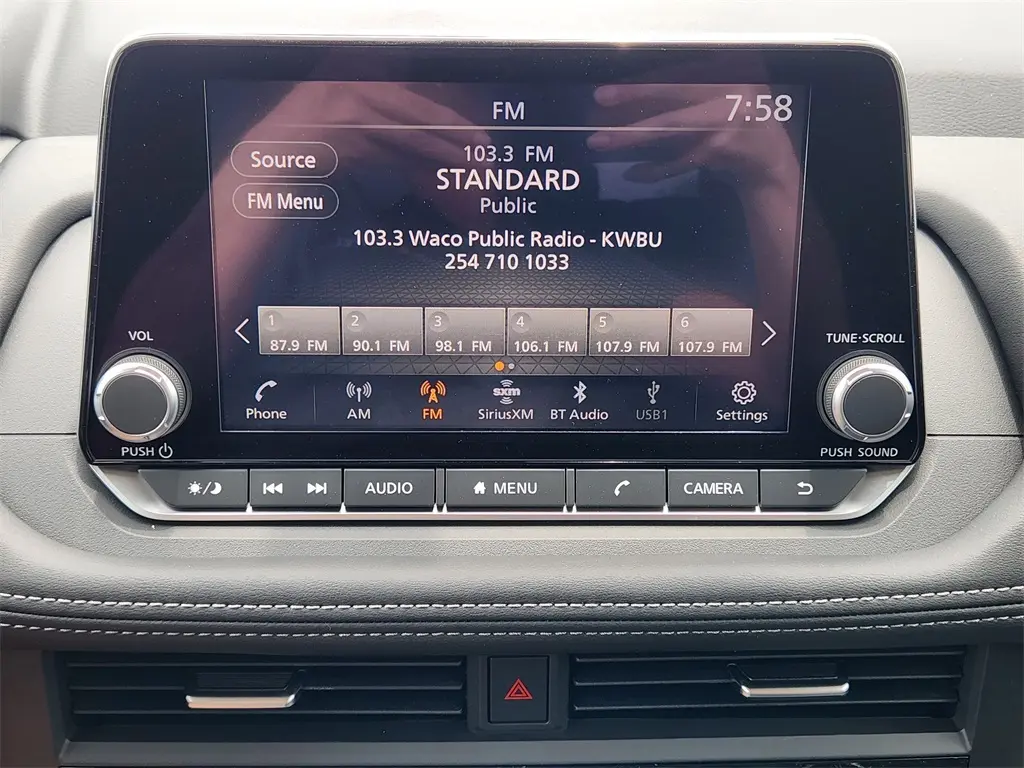 FM
7:58
Source
103.3 FM
STANDARD
FM Menu
Public
103.3 Waco Public Radio - KWBU
254 710 1033
1 2 3 4 5 6
87.9 FM 90.1 FM 98.1 FM 106.1 FM 107.9 FM 107.9 FM
VOL
TUNE·SCROLL
sxm
Phone AM FM SiriusXM BT Audio USB1 Settings
PUSH
PUSH SOUND
AUDIO MENU CAMERA